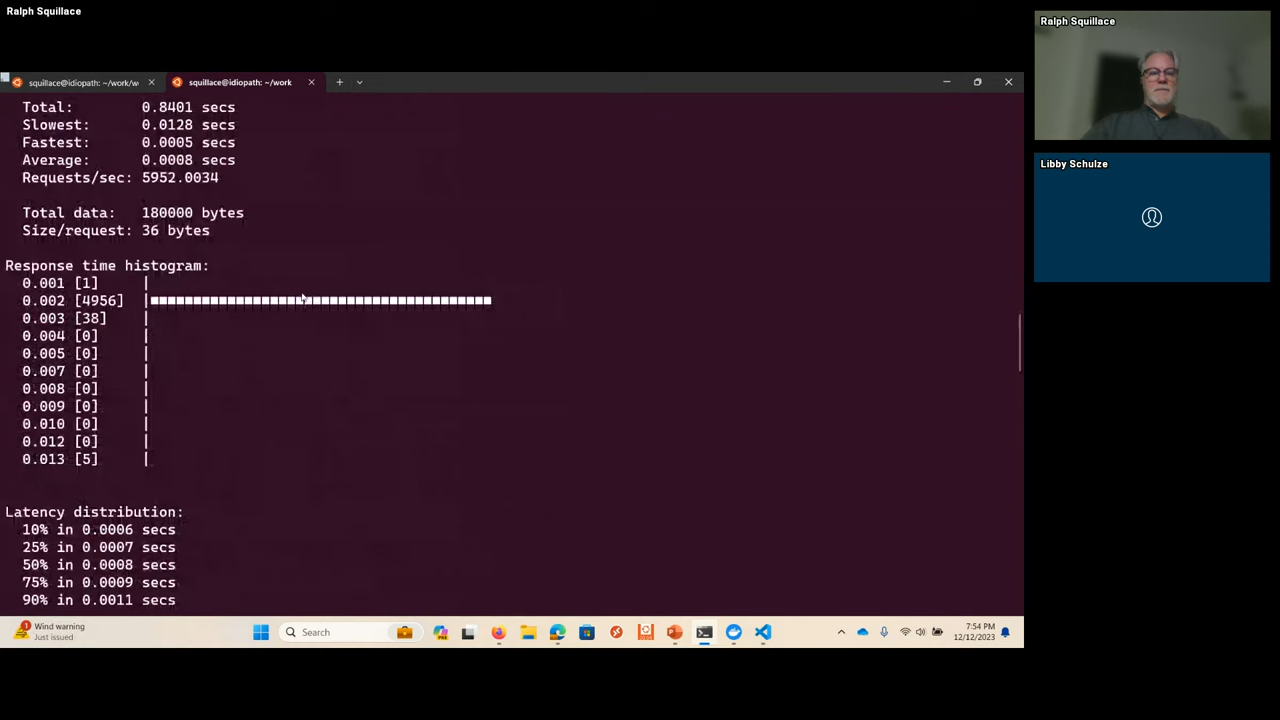 Ralph Squillace
Ralph Squillace
Libby Schulze
squillace@idiopath: ~/work/w
squillace@idiopath: ~/work
Total: 0.8401 secs
Slowest: 0.0128 secs
Fastest: 0.0005 secs
Average: 0.0008 secs
Requests/sec: 5952.0034
Total data: 180000 bytes
Size/request: 36 bytes
Response time histogram:
0.001 [1] |
0.002 [4956] |■■■■■■■■■■■■■■■■■■■■■■■■■■■■■■■■■■■■■■■■
0.003 [38] |
0.004 [0] |
0.005 [0] |
0.007 [0] |
0.008 [0] |
0.009 [0] |
0.010 [0] |
0.012 [0] |
0.013 [5] |
Latency distribution:
10% in 0.0006 secs
25% in 0.0007 secs
50% in 0.0008 secs
75% in 0.0009 secs
90% in 0.0011 secs
1
Wind warning
Just issued
Search
PRE
7:54 PM
12/12/2023